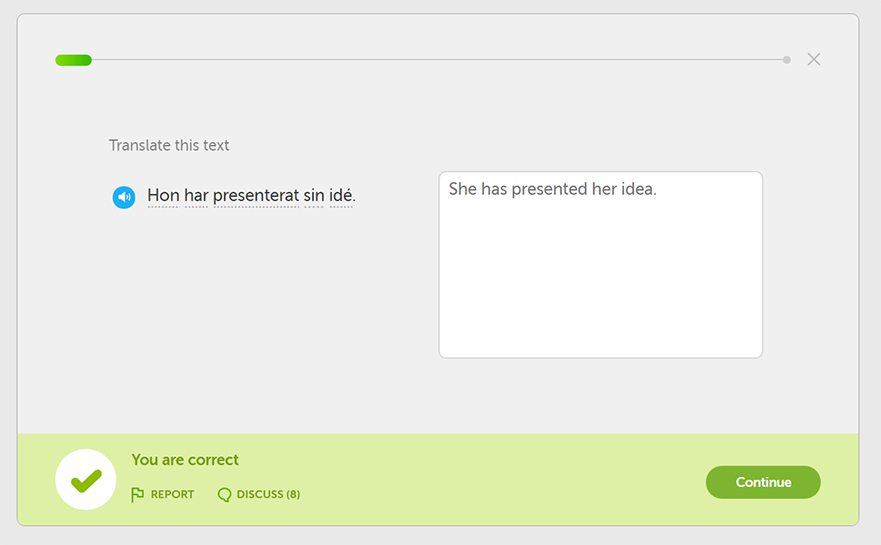 Translate this text
Hon har presenterat sin idé.
She has presented her idea.
You are correct
REPORT
DISCUSS (8)
Continue